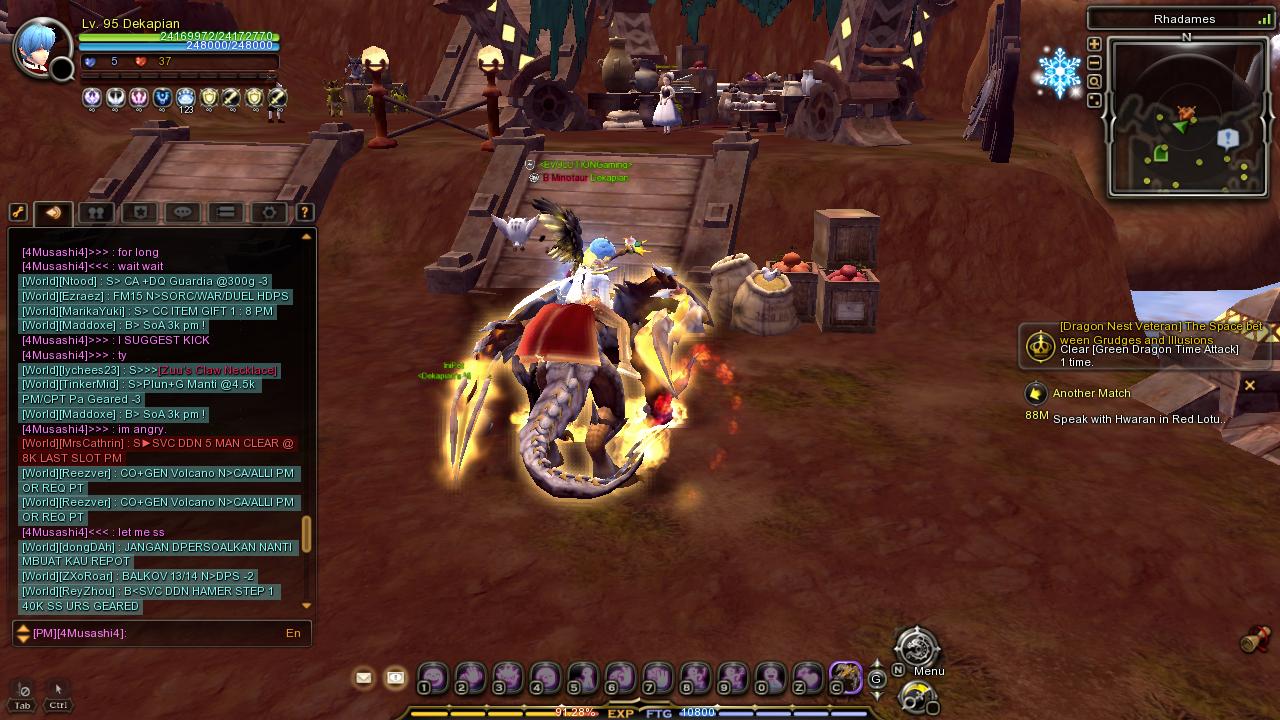 Lv. 95 Dekapian
24169972/24172770
248000/248000
5 37
123
Rhadames
N
<EVOLUTIONGaming>
B Minotaur Dekapian
[Dragon Nest Veteran] The Space bet
ween Grudges and Illusions
Clear [Green Dragon Time Attack]
1 time.
Another Match
88M Speak with Hwaran in Red Lotu..
?
[4Musashi4]>>> : for long
[4Musashi4]<<< : wait wait
[World][Ntood] : S> CA +DQ Guardia @300g -3
[World][Ezraez] : FM15 N>SORC/WAR/DUEL HDPS
[World][MarikaYuki] : S> CC ITEM GIFT 1 : 8 PM
[World][Maddoxe] : B> SoA 3k pm !
[4Musashi4]>>> : I SUGGEST KICK
[4Musashi4]>>> : ty
[World][lychees23] : S>>>[Zuu's Claw Necklace]
[World][TinkerMid] : S>Plun+G Manti @4.5k
PM/CPT Pa Geared -3
[World][Maddoxe] : B> SoA 3k pm !
[4Musashi4]>>> : im angry.
[World][MrsCathrin] : S►SVC DDN 5 MAN CLEAR @
8K LAST SLOT PM
[World][Reezver] : CO+GEN Volcano N>CA/ALLI PM
OR REQ PT
[World][Reezver] : CO+GEN Volcano N>CA/ALLI PM
OR REQ PT
[4Musashi4]<<< : let me ss
[World][dongDAh] : JANGAN DPERSOALKAN NANTI
MBUAT KAU REPOT
[World][ZXoRoar] : BALKOV 13/14 N>DPS -2
[World][ReyZhou] : B<SVC DDN HAMER STEP 1
40K SS URS GEARED
[PM][4Musashi4]: En
Tab Ctrl
1 2 3 4 5 6 7 8 9 0 Z C G N Menu
91.28% EXP FTG 10800